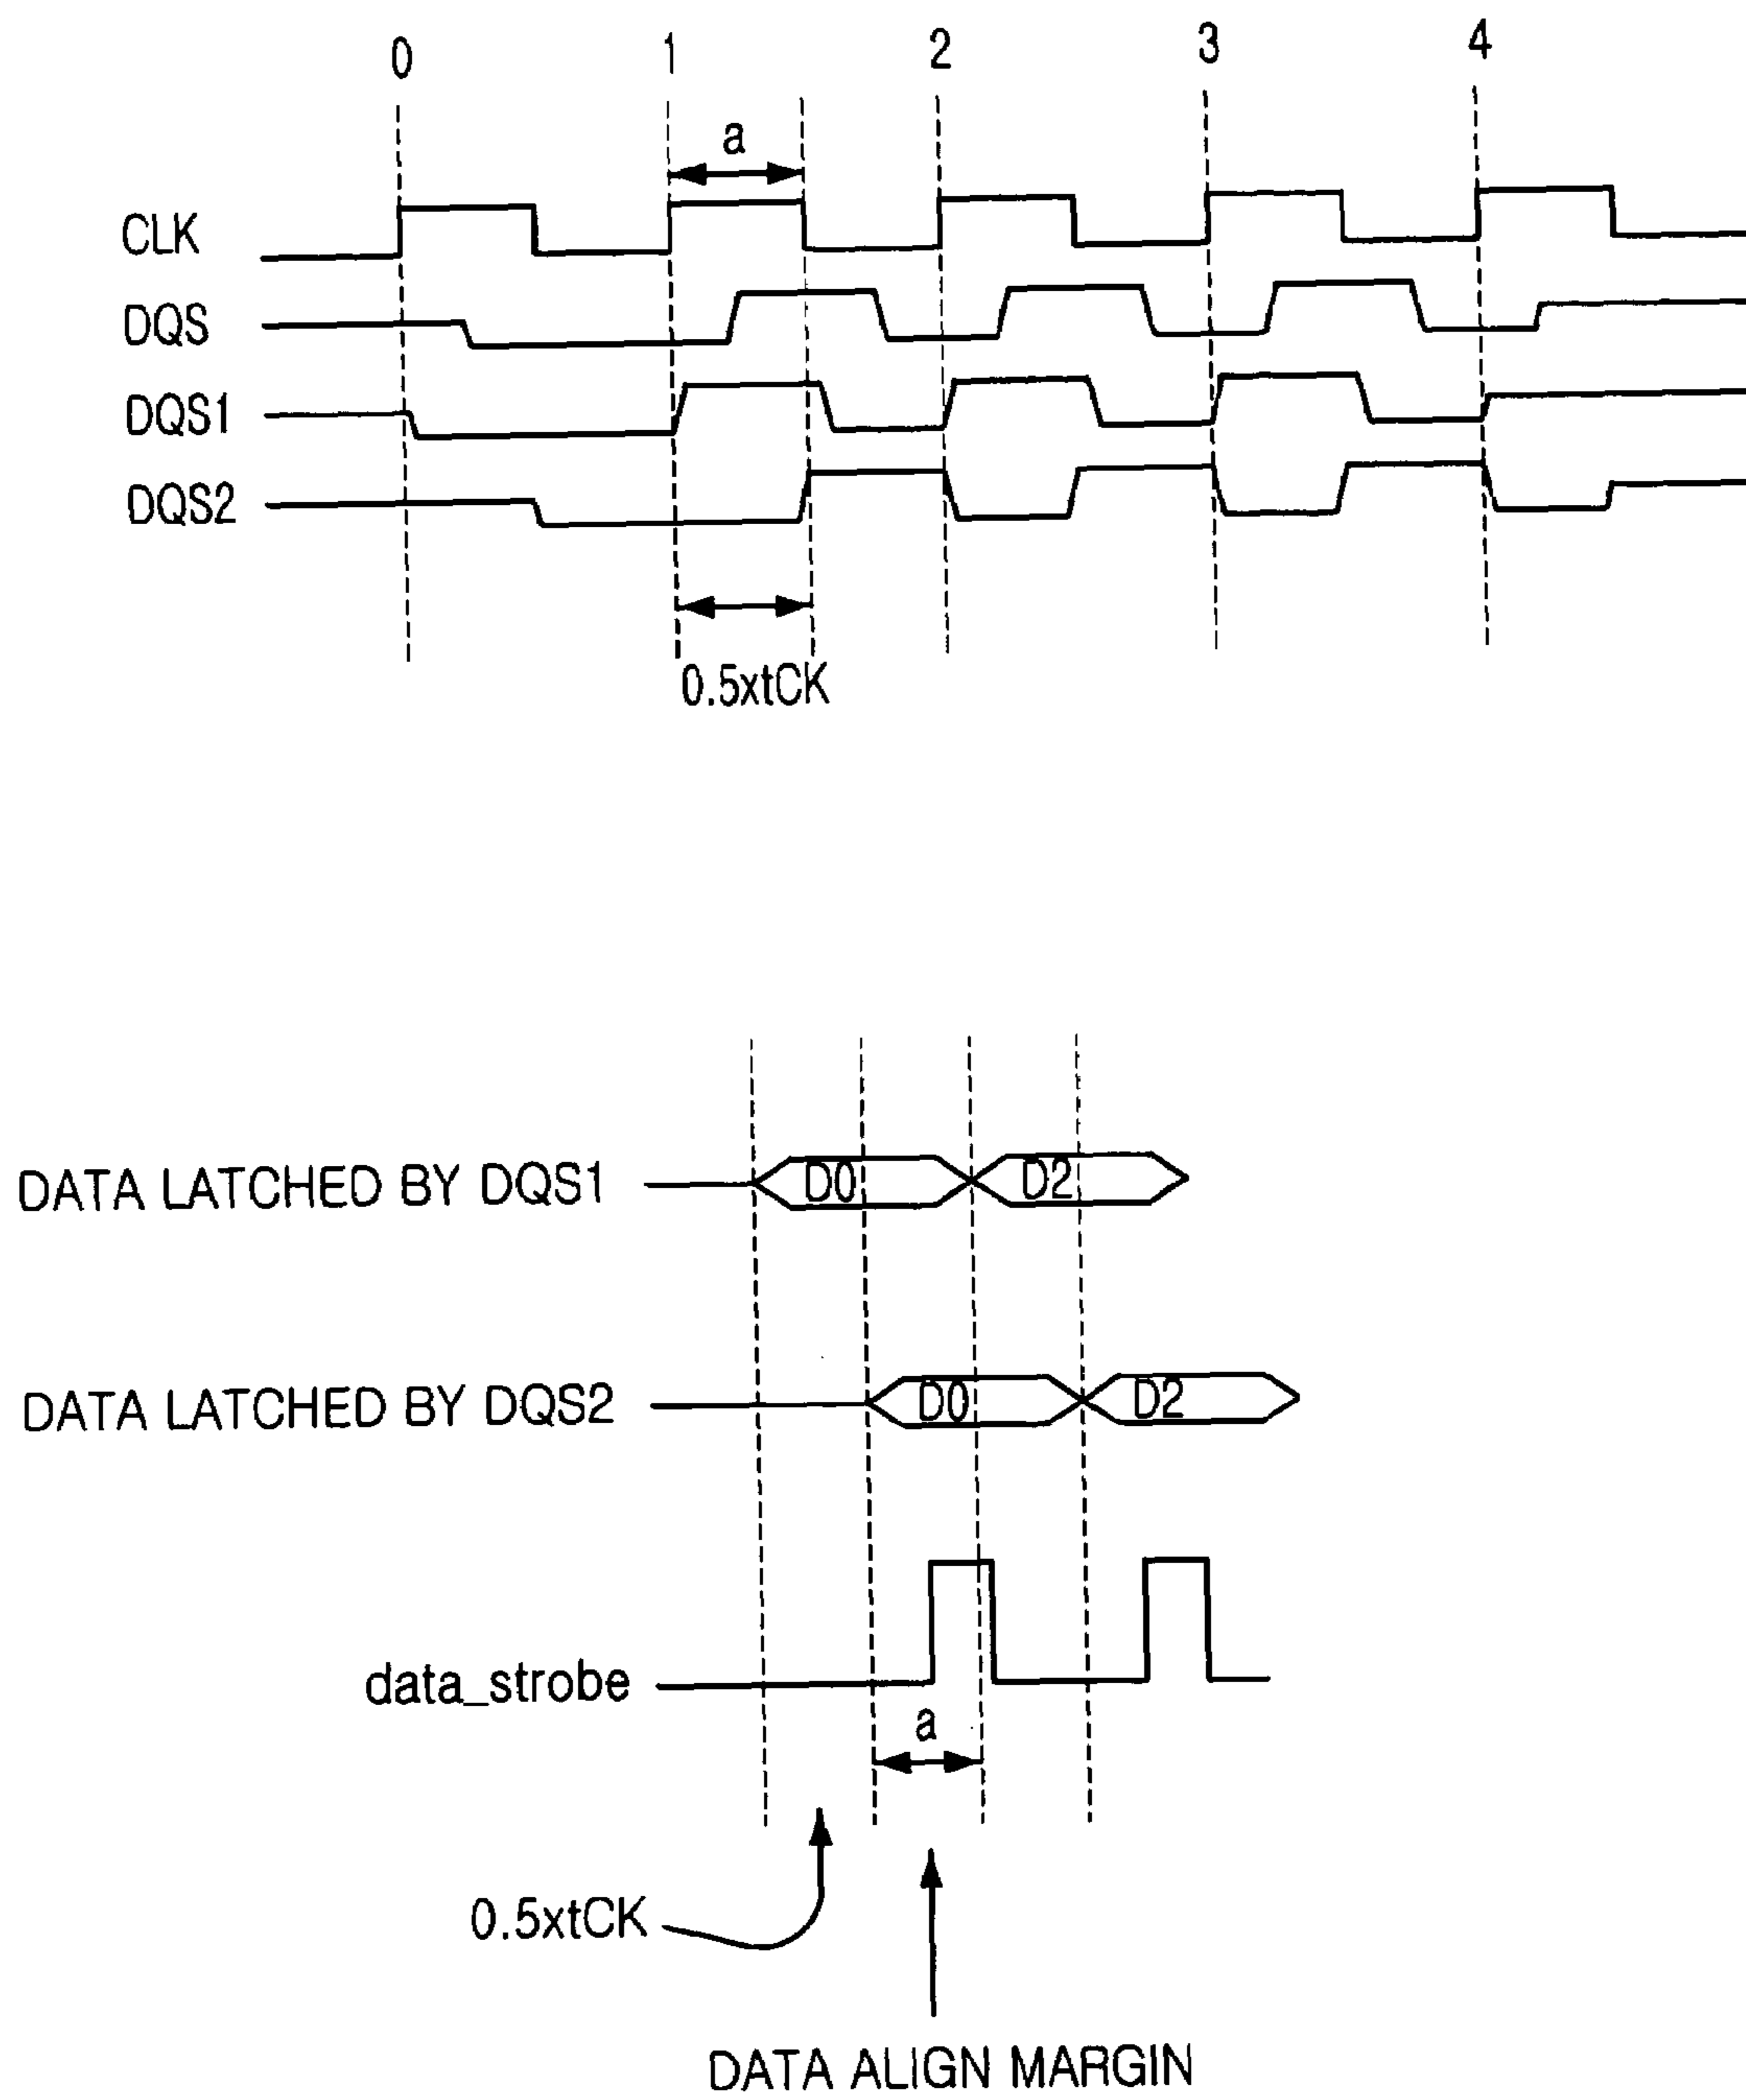 0 1 2 3 4
a
CLK
DQS
DQS1
DQS2
0.5xtCK
DATA LATCHED BY DQS1 D0 D2
DATA LATCHED BY DQS2 D0 D2
data_strobe
a
0.5xtCK
DATA ALIGN MARGIN